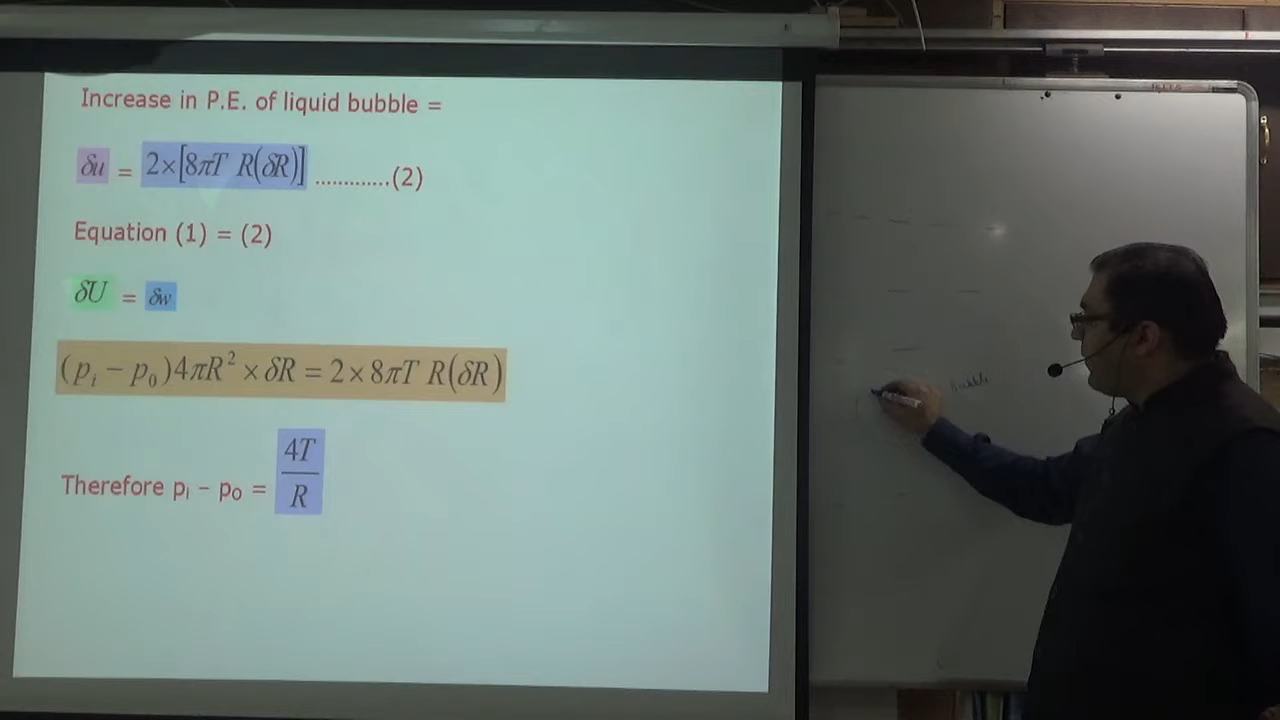 Increase in P.E. of liquid bubble =
δu = 2×[8πT R(δR)] .............(2)
Equation (1) = (2)
δU = δw
(pᵢ − p₀)4πR² × δR = 2×8πT R(δR)
Therefore pᵢ – p₀ = 4T/R
Bubble